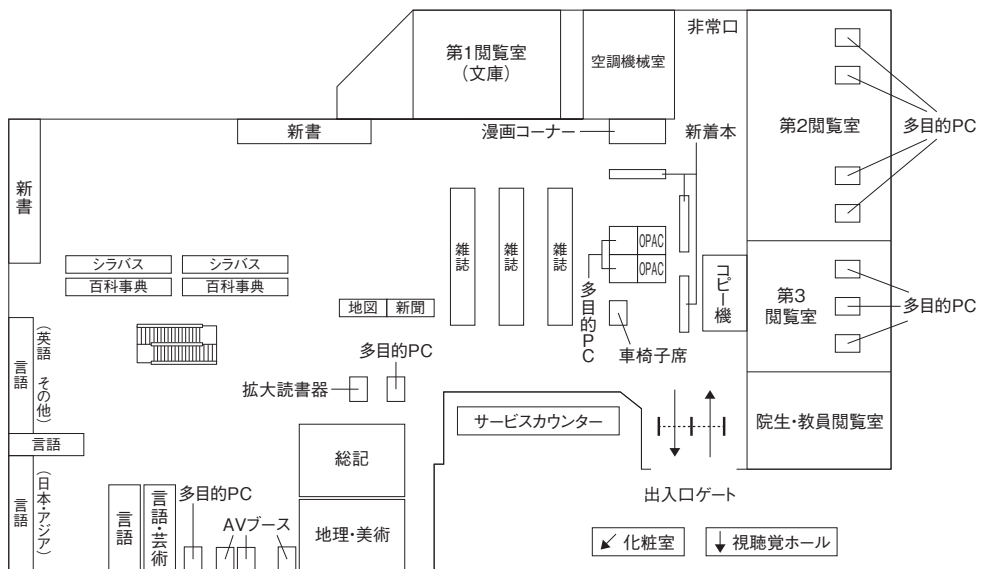 非常口
第1閲覧室
(文庫)
空調機械室
新書
漫画コーナー
新着本
第2閲覧室
多目的PC
新書
雑誌
雑誌
雑誌
OPAC
OPAC
多目的PC
シラバス
シラバス
百科事典
百科事典
地図
新聞
コピー機
第3
閲覧室
多目的PC
車椅子席
多目的PC
拡大読書器
言語
(英語 その他)
サービスカウンター
院生・教員閲覧室
言語
総記
出入口ゲート
言語
(日本・アジア)
言語
言語・芸術
多目的PC
AVブース
地理・美術
↙ 化粧室
↓ 視聴覚ホール